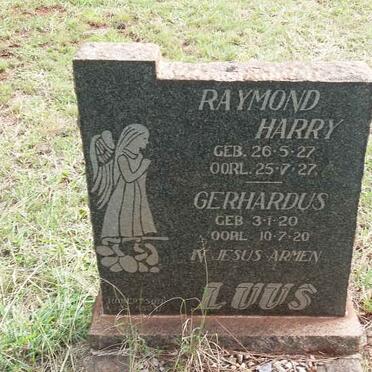 RAYMOND
HARRY
GEB. 26·5·27
OORL. 25·7·27
GERHARDUS
GEB 3·1·20
OORL 10·7·20
IN JESUS ARMEN
LUUS